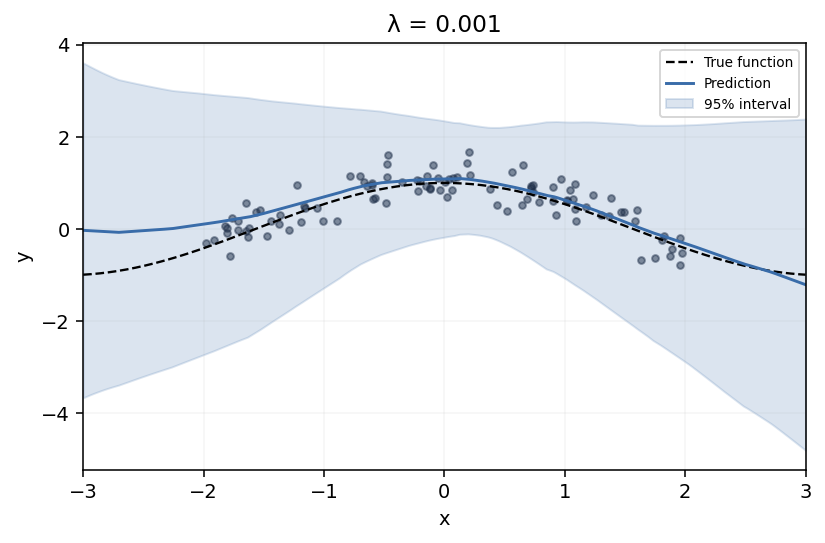 λ = 0.001
True function
Prediction
95% interval
y
4
2
0
−2
−4
−3
−2
−1
0
1
2
3
x